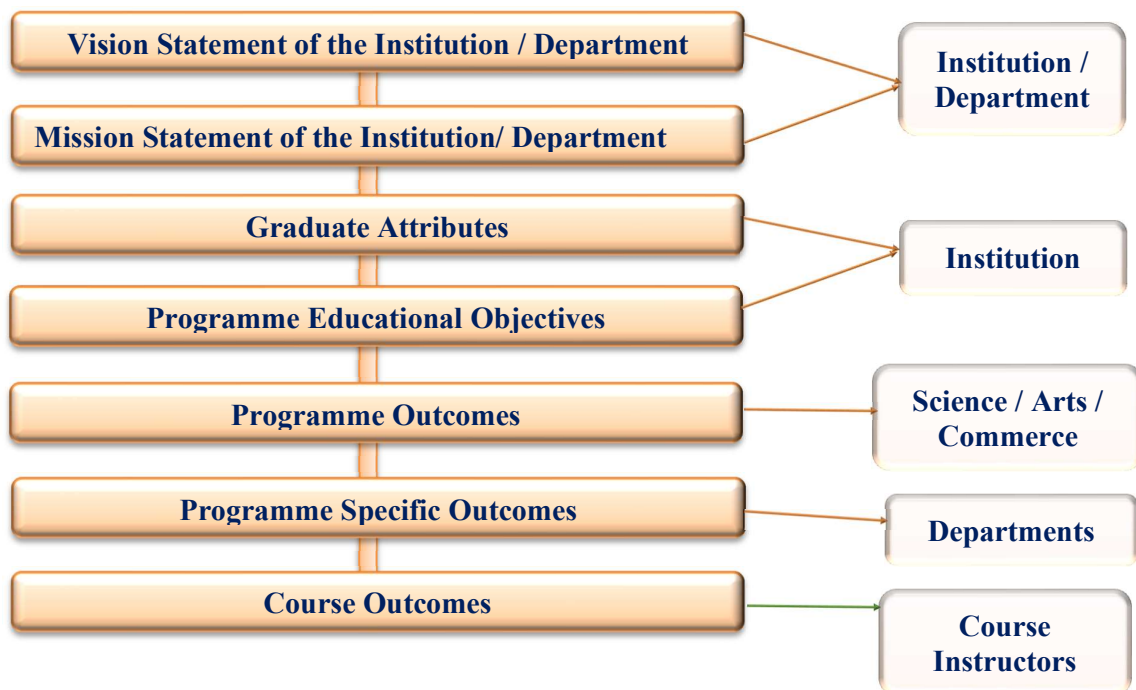 Vision Statement of the Institution / Department
Mission Statement of the Institution/ Department
Graduate Attributes
Programme Educational Objectives
Programme Outcomes
Programme Specific Outcomes
Course Outcomes
Institution /
Department
Institution
Science / Arts /
Commerce
Departments
Course
Instructors